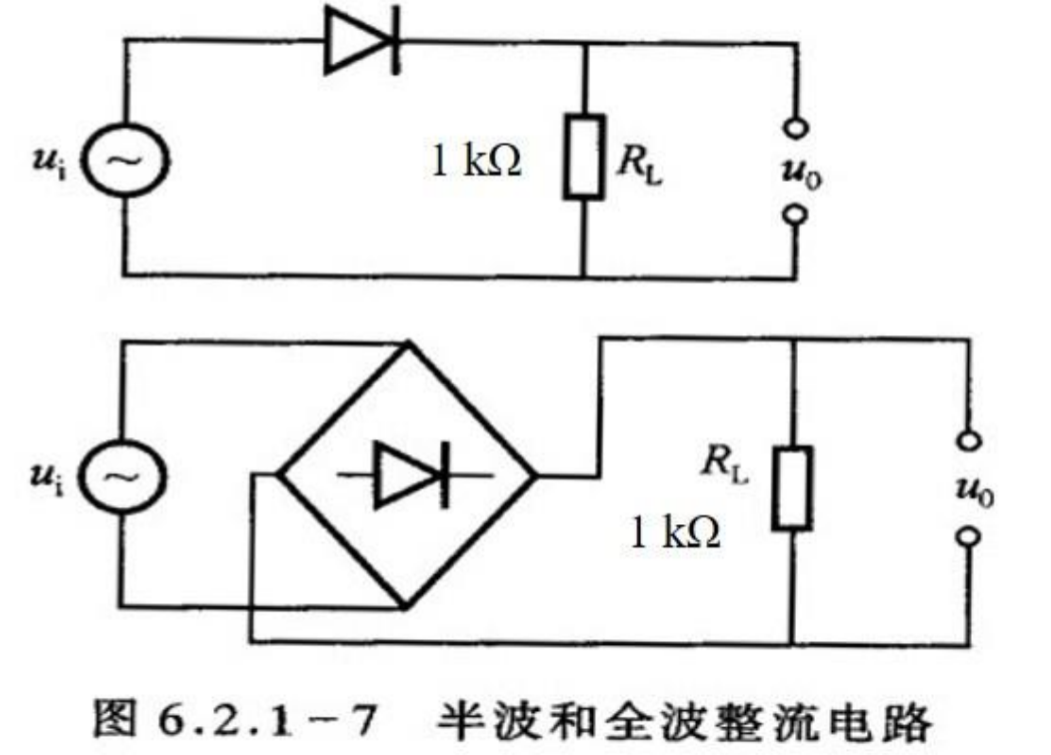 1 kΩ R_L
u_i ~ u_0
R_L
u_i ~ u_0
1 kΩ
图 6.2.1-7 半波和全波整流电路